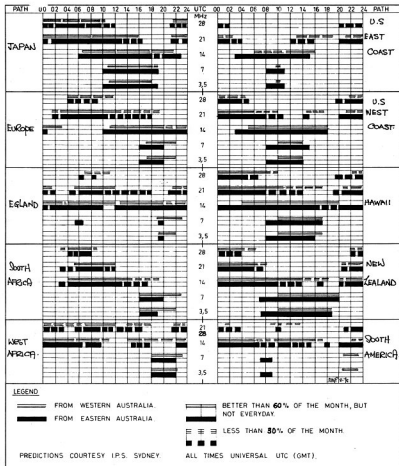 PATH UTC PATH
0 02 04 06 08 10 12 14 16 18 20 22 24 MHz 00 02 04 06 08 10 12 14 16 18 20 22 24
JAPAN 28 U.S
21 EAST
14 COAST
7
3,5
EUROPE 28 U.S
21 WEST
14 COAST
7
3,5
EGLAND 28
21
14 HAWAII
7
3,5
SOUTH AFRICA 28 NEW ZEALAND
21
14
7
3,5
WEST AFRICA. 21 SOUTH AMERICA
28
14
7
3,5
LEGEND
FROM WESTERN AUSTRALIA.
FROM EASTERN AUSTRALIA.
BETTER THAN 60% OF THE MONTH, BUT
NOT EVERYDAY.
LESS THAN 50% OF THE MONTH.
PREDICTIONS COURTESY I.P.S. SYDNEY. ALL TIMES UNIVERSAL UTC (GMT).